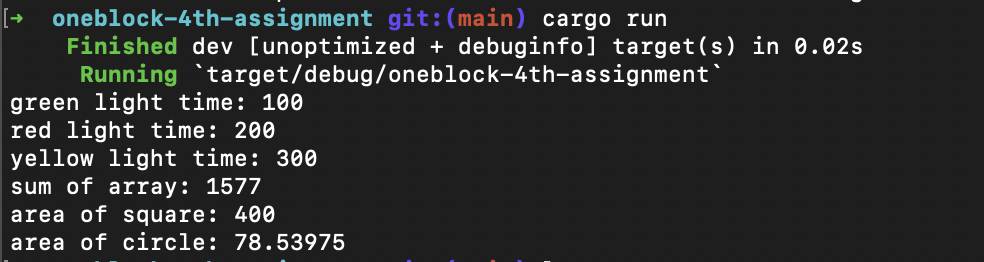 [➜  oneblock-4th-assignment git:(main) cargo run
    Finished dev [unoptimized + debuginfo] target(s) in 0.02s
     Running `target/debug/oneblock-4th-assignment`
green light time: 100
red light time: 200
yellow light time: 300
sum of array: 1577
area of square: 400
area of circle: 78.53975